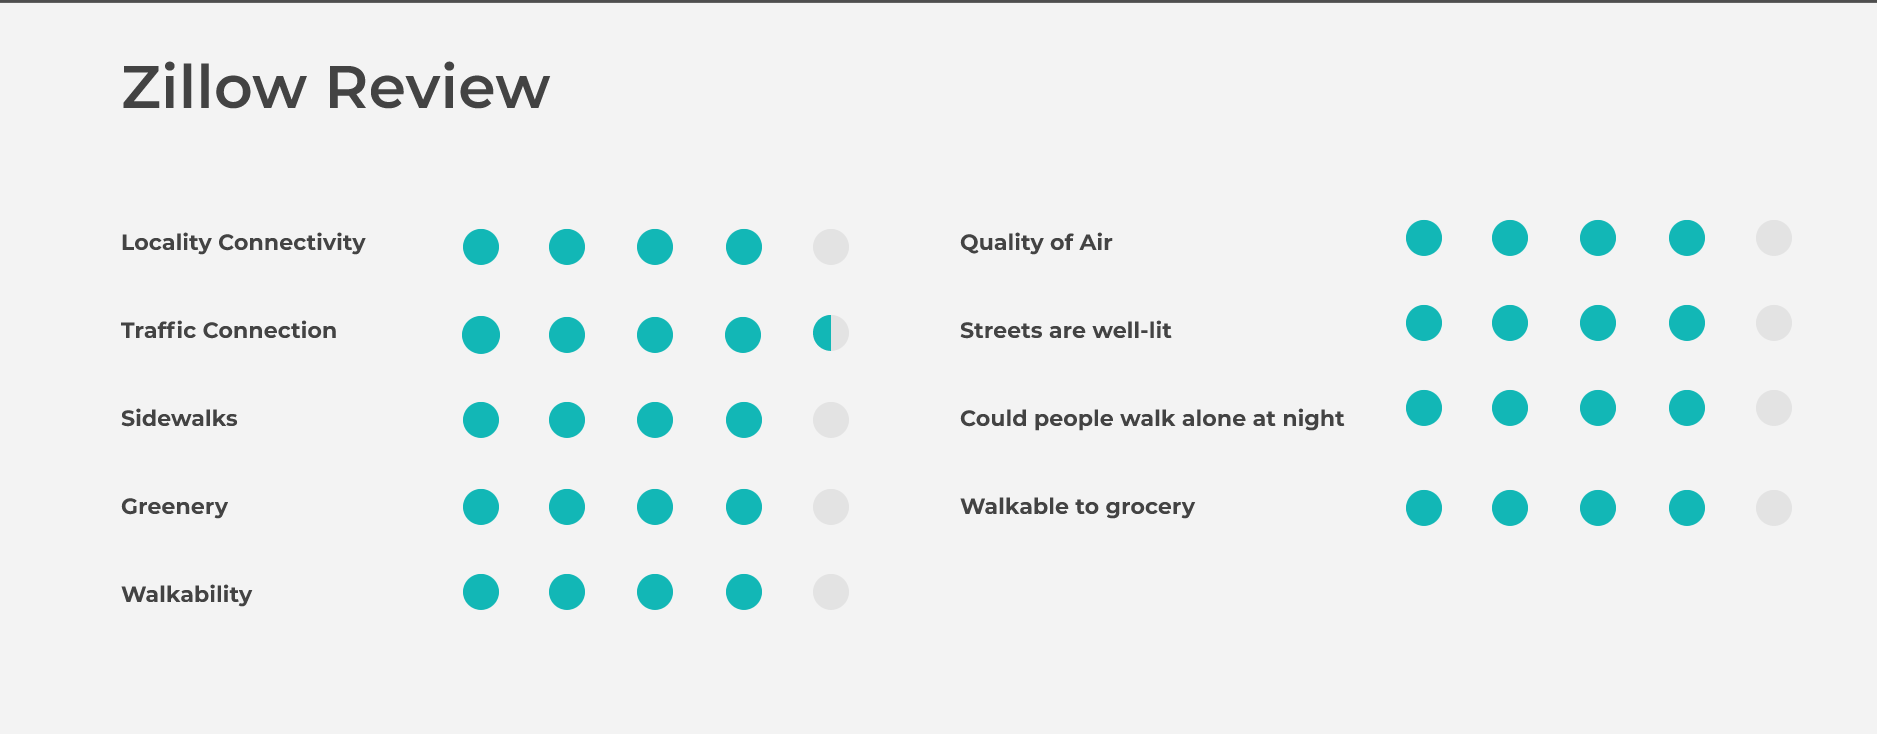 Zillow Review
Locality Connectivity
Traffic Connection
Sidewalks
Greenery
Walkability
Quality of Air
Streets are well-lit
Could people walk alone at night
Walkable to grocery